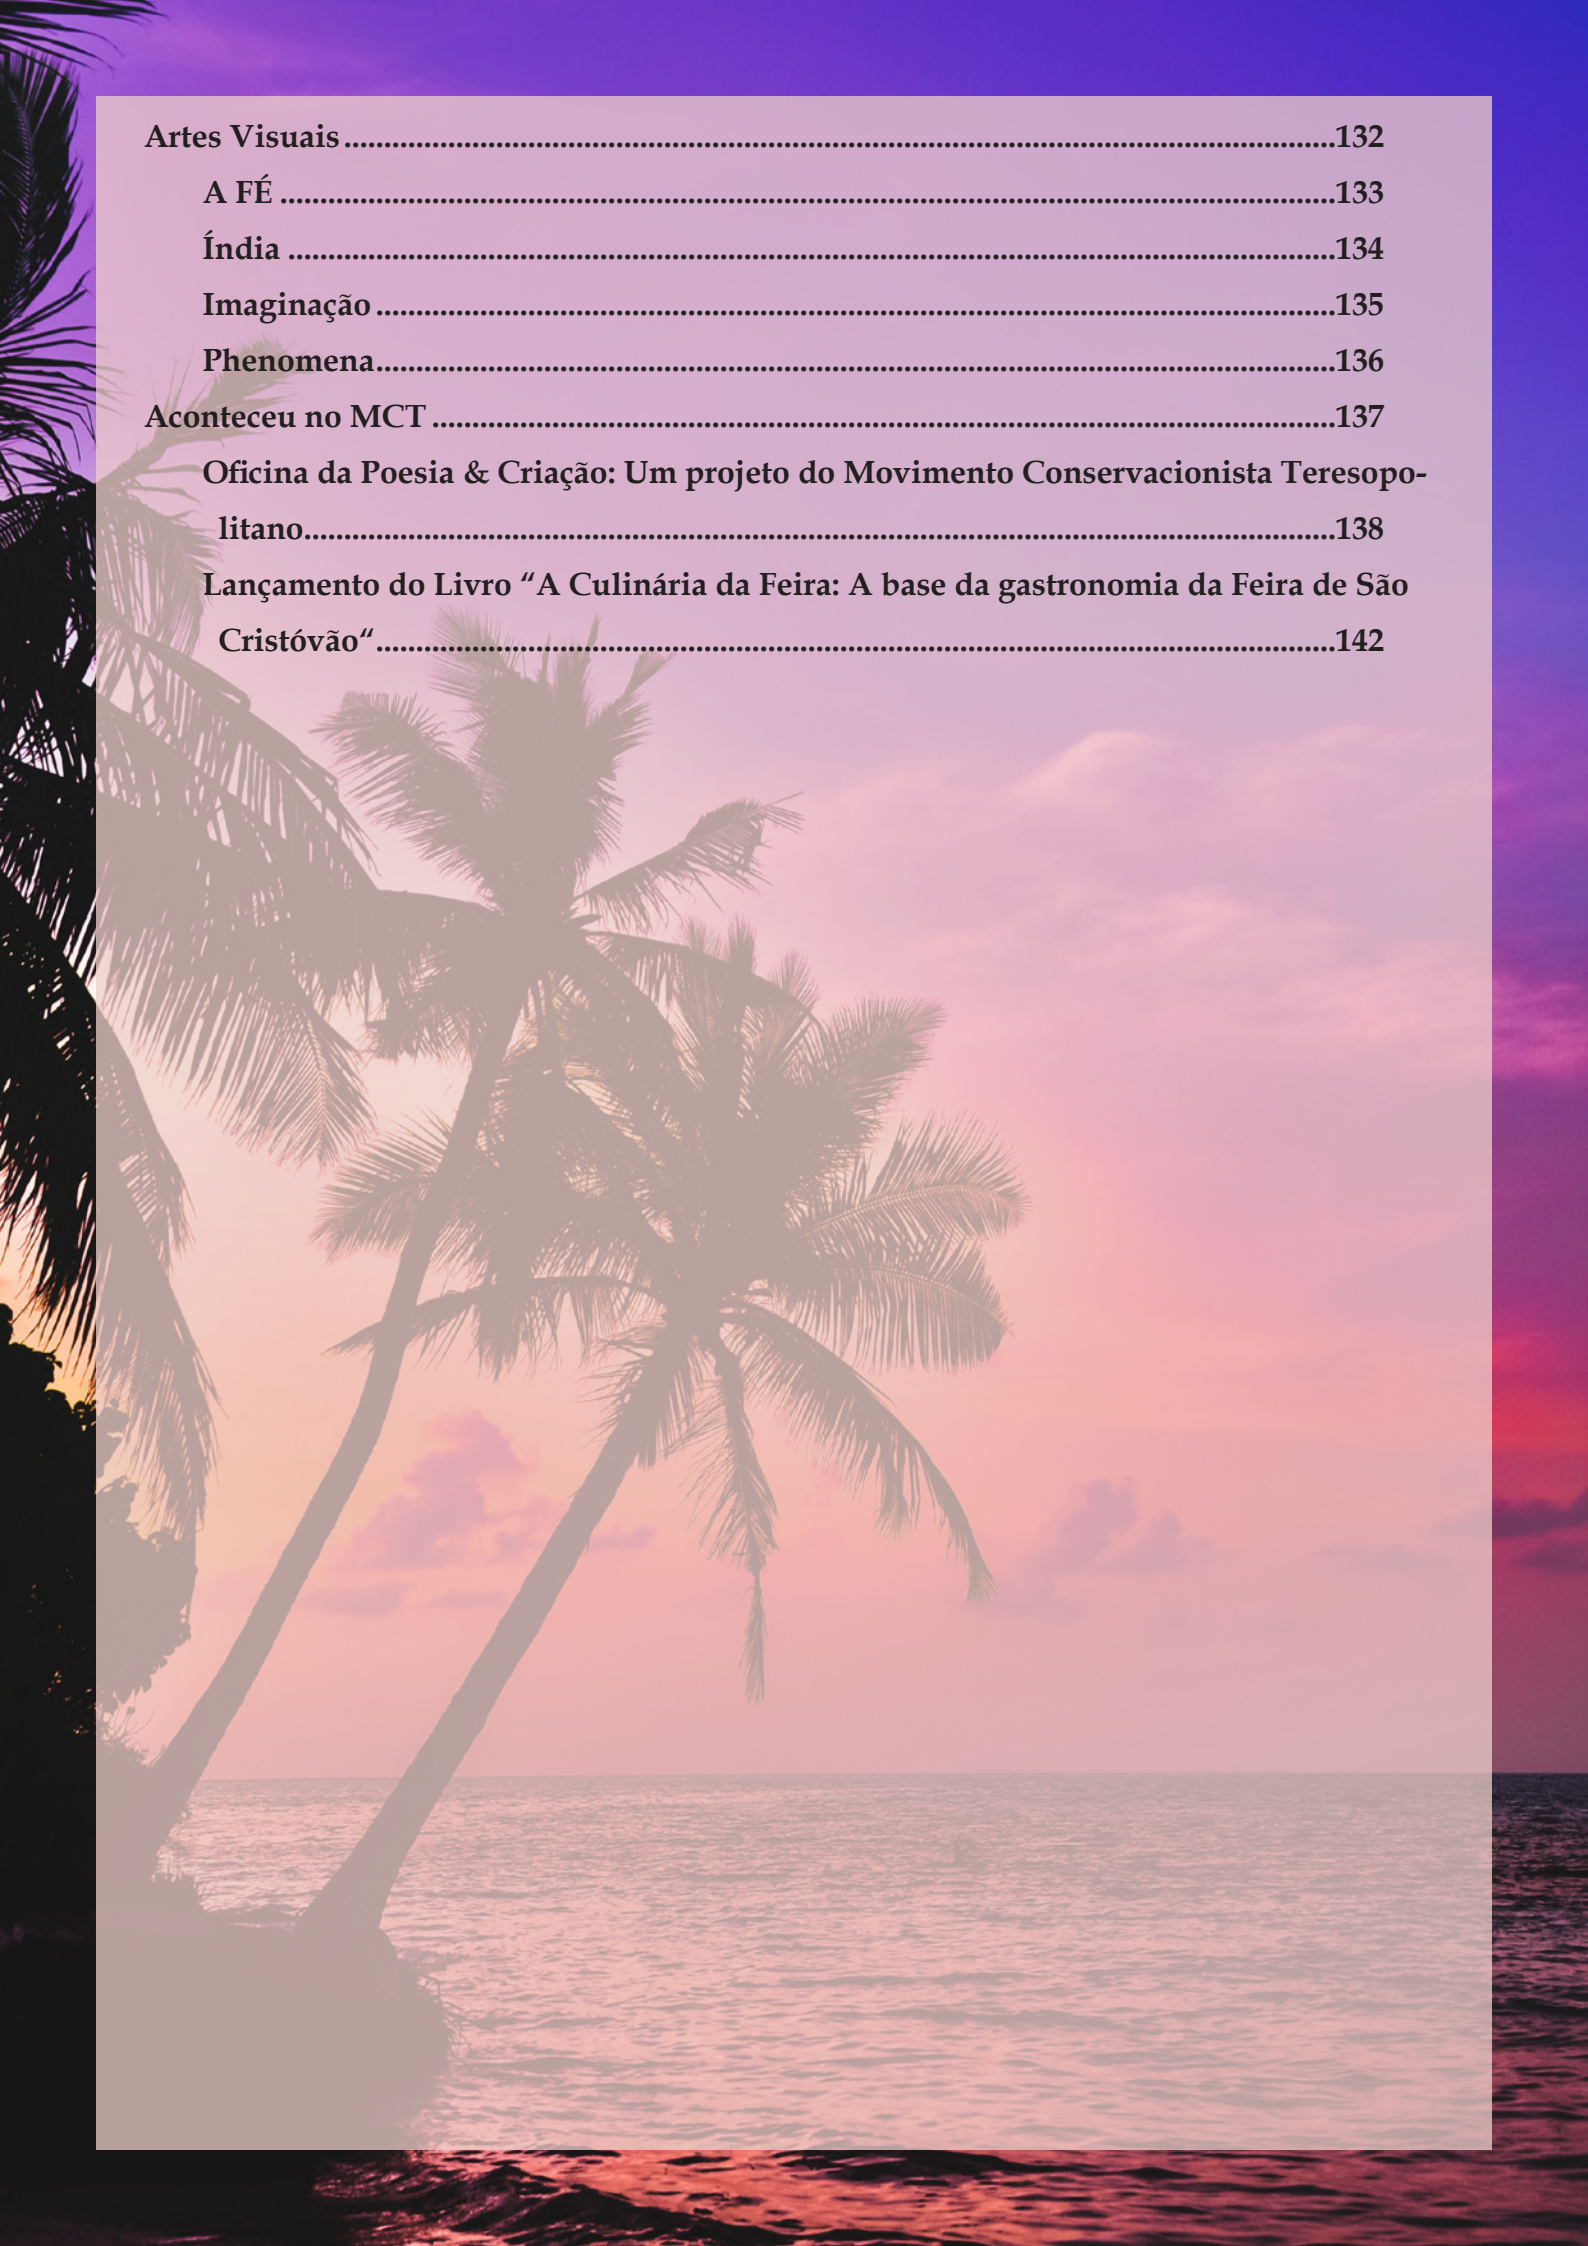 Artes Visuais..........................................................................................................................132
A FÉ ..................................................................................................................................133
Índia .................................................................................................................................134
Imaginação......................................................................................................................135
Phenomena......................................................................................................................136
Aconteceu no MCT ...............................................................................................................137
Oficina da Poesia & Criação: Um projeto do Movimento Conservacionista Teresopo-
litano................................................................................................................................138
Lançamento do Livro “A Culinária da Feira: A base da gastronomia da Feira de São
Cristóvão“.......................................................................................................................142